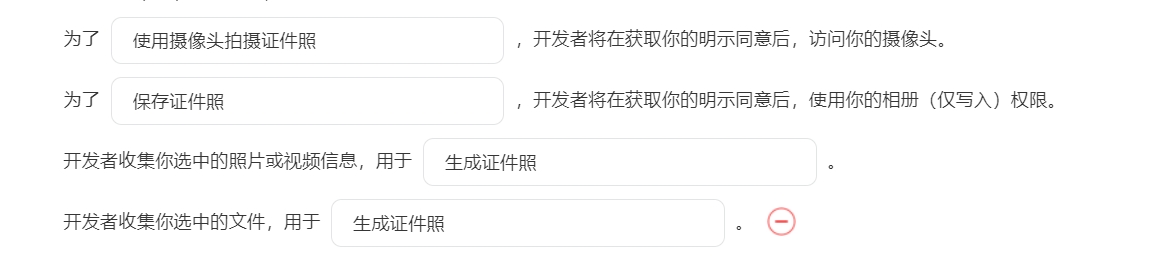 为了 使用摄像头拍摄证件照 ，开发者将在获取你的明示同意后，访问你的摄像头。
为了 保存证件照 ，开发者将在获取你的明示同意后，使用你的相册（仅写入）权限。
开发者收集你选中的照片或视频信息，用于 生成证件照 。
开发者收集你选中的文件，用于 生成证件照 。